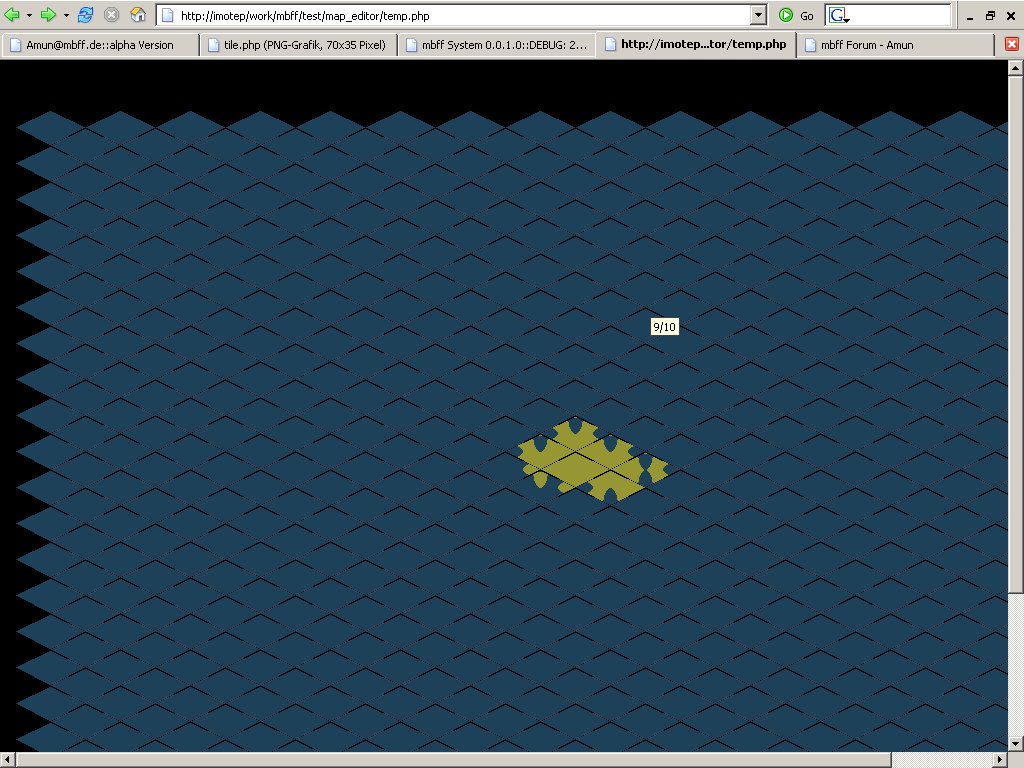 http://imotep/work/mbff/test/map_editor/temp.php
Go
G
Amun@mbff.de::alpha Version
tile.php (PNG-Grafik, 70x35 Pixel)
mbff System 0.0.1.0::DEBUG: 2...
http://imotep...tor/temp.php
mbff Forum - Amun
9/10